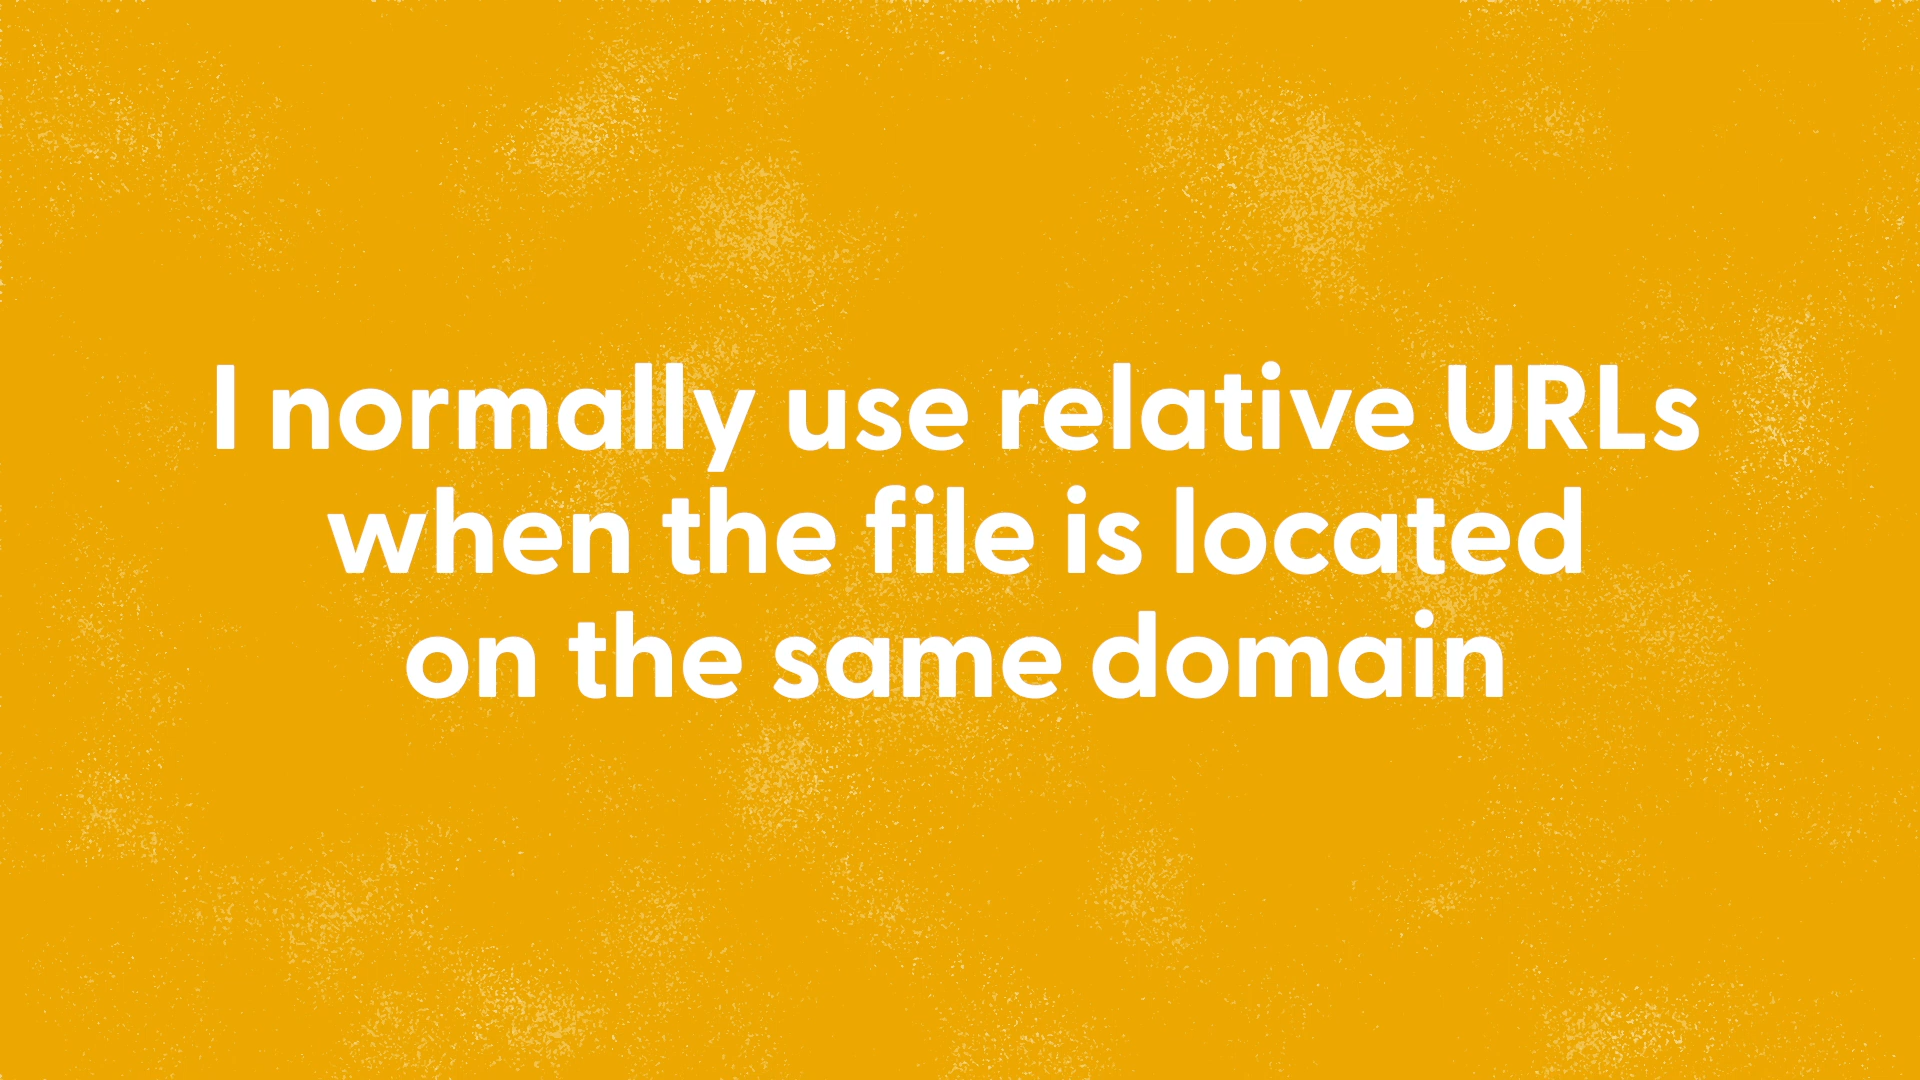 I normally use relative URLs
when the file is located
on the same domain